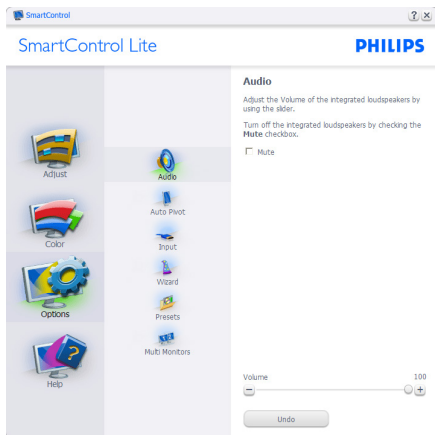 SmartControl
SmartControl Lite
PHILIPS
Adjust
Color
Options
Help
Audio
Auto Pivot
Input
Wizard
Presets
Multi Monitors
Audio
Adjust the Volume of the integrated loudspeakers by
using the slider.
Turn off the integrated loudspeakers by checking the
Mute checkbox.
Mute
Volume 100
Undo